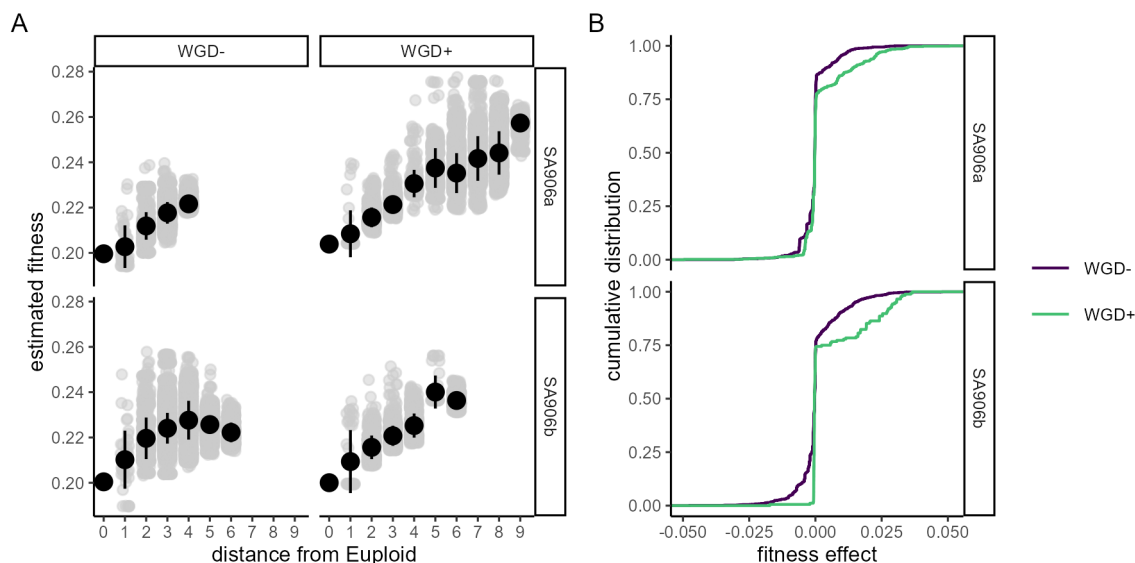 A
WGD-
WGD+
0.28
0.26
0.24
0.22
0.20
SA906a
0.28
0.26
0.24
0.22
0.20
SA906b
estimated fitness
0 1 2 3 4 5 6 7 8 9
0 1 2 3 4 5 6 7 8 9
distance from Euploid
B
1.00
0.75
0.50
0.25
0.00
SA906a
1.00
0.75
0.50
0.25
0.00
SA906b
cumulative distribution
-0.050 -0.025 0.000 0.025 0.050
fitness effect
WGD-
WGD+